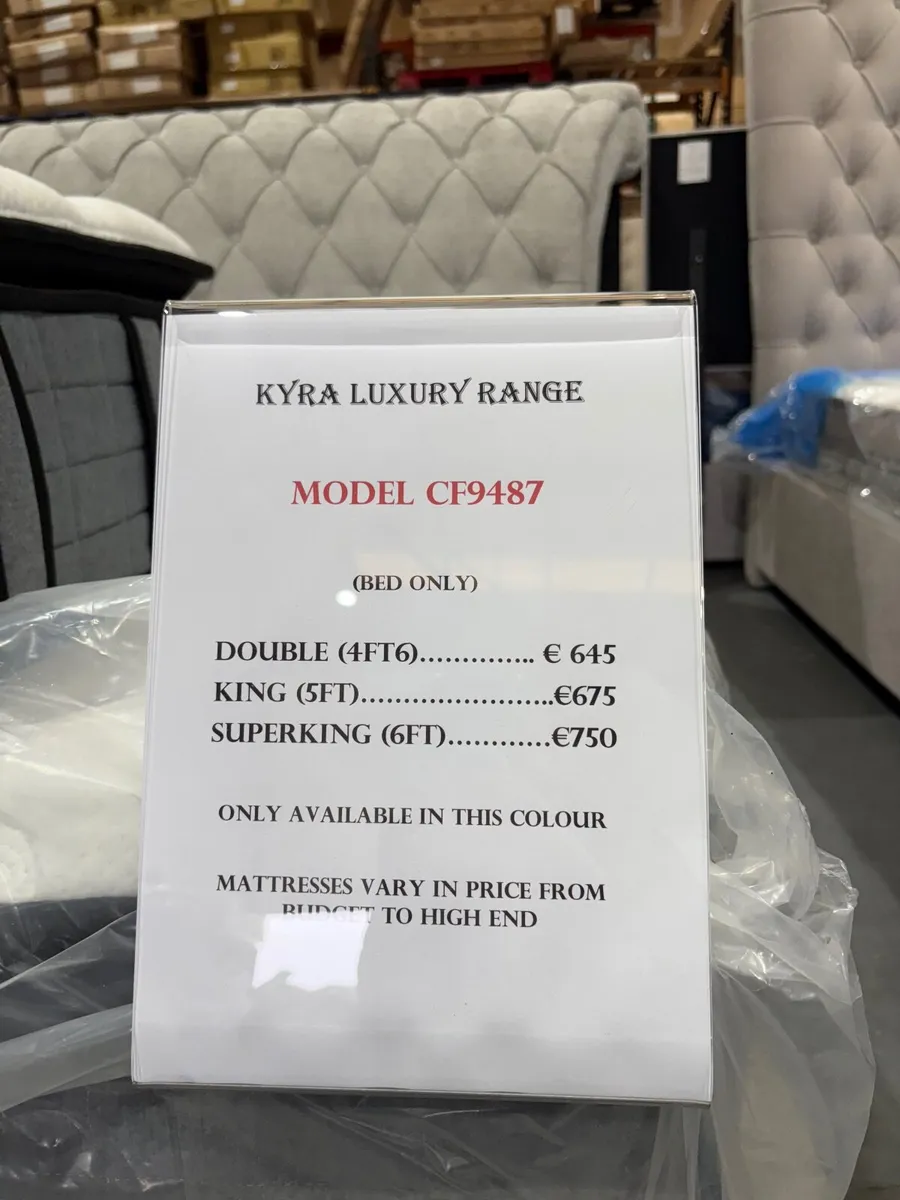 KYRA LUXURY RANGE
MODEL CF9487
(BED ONLY)
DOUBLE (4FT6)………….. € 645
KING (5FT)…………………..€675
SUPERKING (6FT)…………€750
ONLY AVAILABLE IN THIS COLOUR
MATTRESSES VARY IN PRICE FROM
BUDGET TO HIGH END